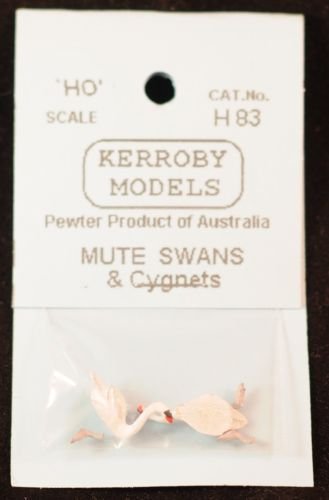 'HO' CAT.No.
SCALE H 83
KERROBY
MODELS
Pewter Product of Australia
MUTE SWANS
& Cygnets